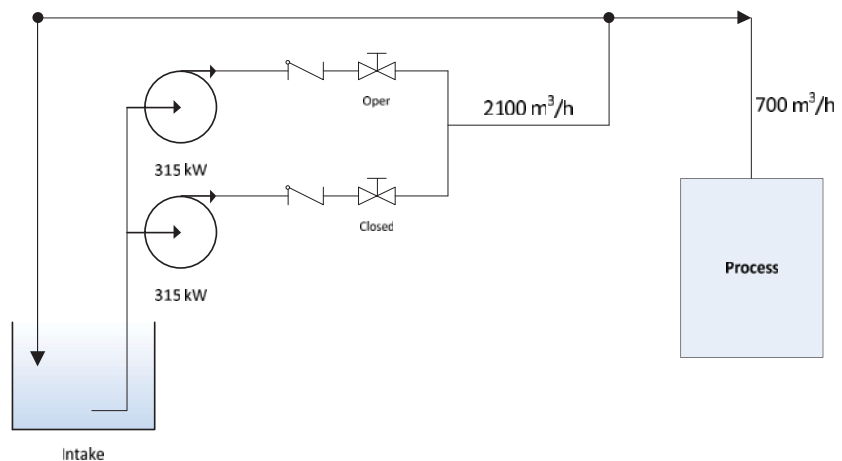 Oper
2100 m³/h
700 m³/h
315 kW
Closed
Process
315 kW
Intake